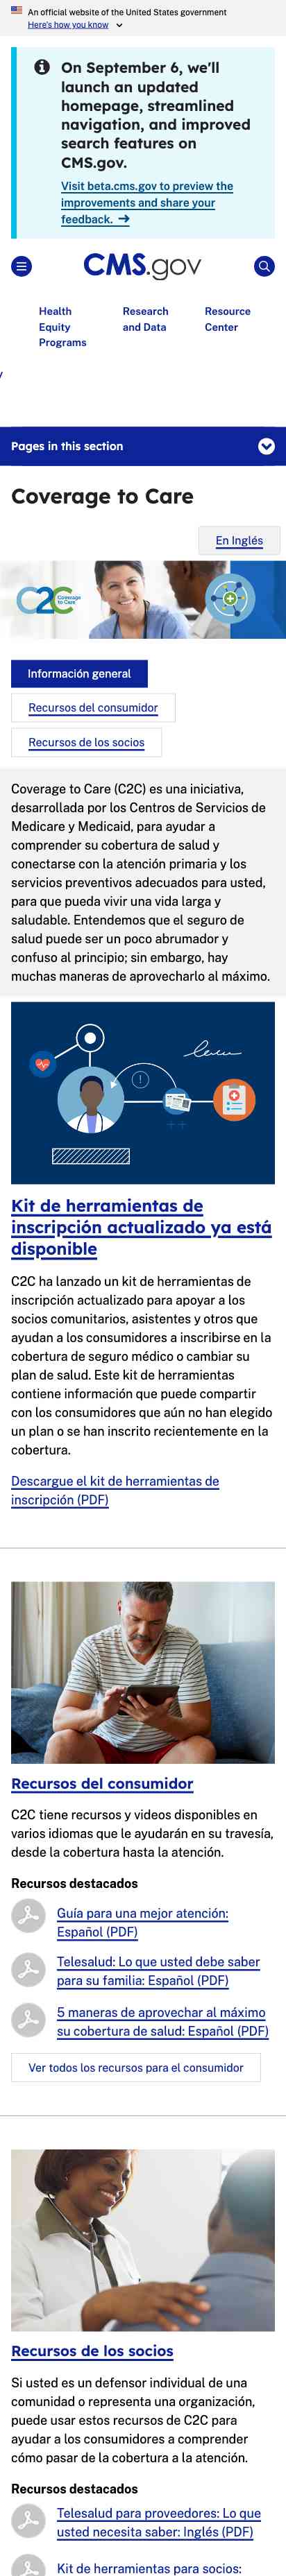 An official website of the United States government
Here's how you know
On September 6, we'll
launch an updated
homepage, streamlined
navigation, and improved
search features on
CMS.gov.
Visit beta.cms.gov to preview the
improvements and share your
feedback.
CMS.gov
Health
Equity
Programs
Research
and Data
Resource
Center
y
Pages in this section
Coverage to Care
En Inglés
C2C Coverage
to Care
Información general
Recursos del consumidor
Recursos de los socios
Coverage to Care (C2C) es una iniciativa,
desarrollada por los Centros de Servicios de
Medicare y Medicaid, para ayudar a
comprender su cobertura de salud y
conectarse con la atención primaria y los
servicios preventivos adecuados para usted,
para que pueda vivir una vida larga y
saludable. Entendemos que el seguro de
salud puede ser un poco abrumador y
confuso al principio; sin embargo, hay
muchas maneras de aprovecharlo al máximo.
Kit de herramientas de
inscripción actualizado ya está
disponible
C2C ha lanzado un kit de herramientas de
inscripción actualizado para apoyar a los
socios comunitarios, asistentes y otros que
ayudan a los consumidores a inscribirse en la
cobertura de seguro médico o cambiar su
plan de salud. Este kit de herramientas
contiene información que puede compartir
con los consumidores que aún no han elegido
un plan o se han inscrito recientemente en la
cobertura.
Descargue el kit de herramientas de
inscripción (PDF)
Recursos del consumidor
C2C tiene recursos y videos disponibles en
varios idiomas que le ayudarán en su travesía,
desde la cobertura hasta la atención.
Recursos destacados
Guía para una mejor atención:
Español (PDF)
Telesalud: Lo que usted debe saber
para su familia: Español (PDF)
5 maneras de aprovechar al máximo
su cobertura de salud: Español (PDF)
Ver todos los recursos para el consumidor
Recursos de los socios
Si usted es un defensor individual de una
comunidad o representa una organización,
puede usar estos recursos de C2C para
ayudar a los consumidores a comprender
cómo pasar de la cobertura a la atención.
Recursos destacados
Telesalud para proveedores: Lo que
usted necesita saber: Inglés (PDF)
Kit de herramientas para socios: